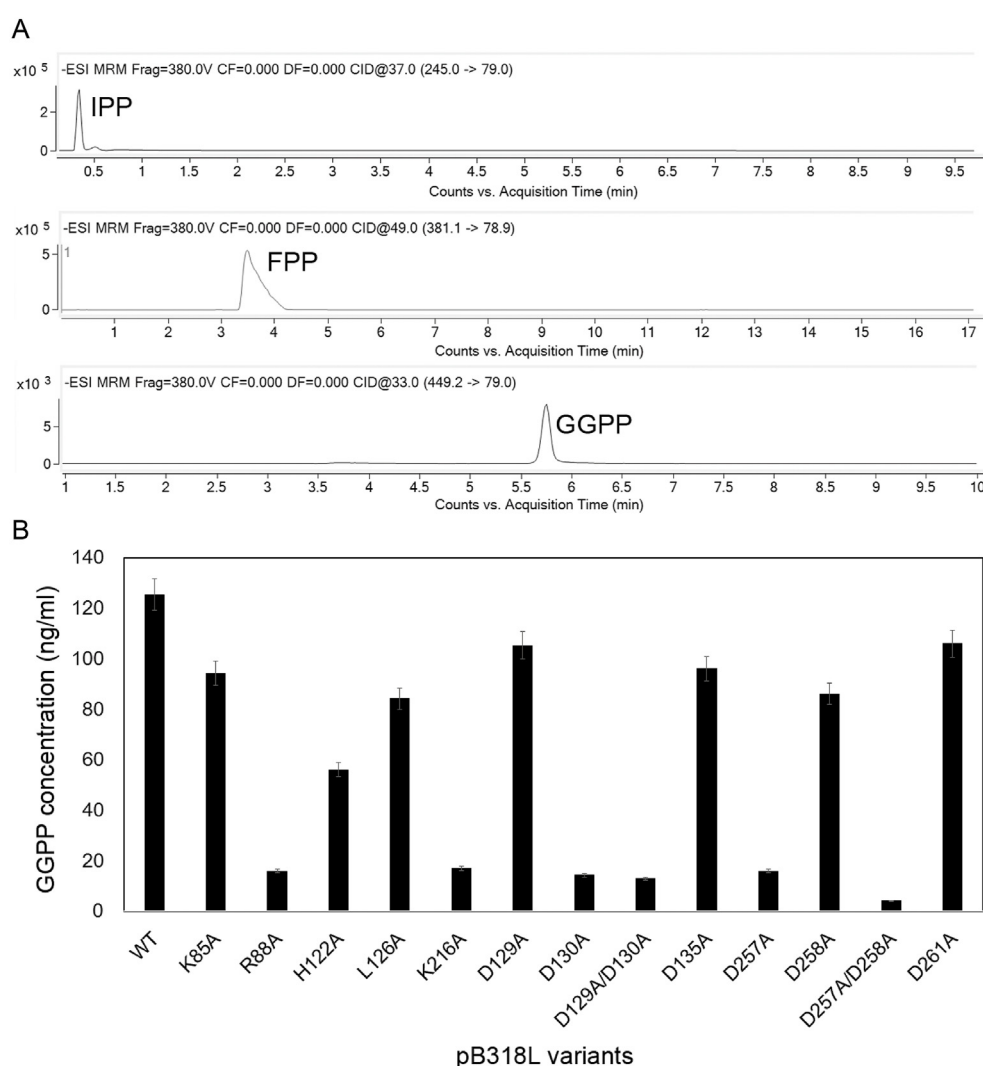 A
x10 5 -ESI MRM Frag=380.0V CF=0.000 DF=0.000 CID@37.0 (245.0 -> 79.0)
IPP
2
0
0.5 1 1.5 2 2.5 3 3.5 4 4.5 5 5.5 6 6.5 7 7.5 8 8.5 9 9.5
Counts vs. Acquisition Time (min)
x10 5 -ESI MRM Frag=380.0V CF=0.000 DF=0.000 CID@49.0 (381.1 -> 78.9)
1
5
FPP
0
1 2 3 4 5 6 7 8 9 10 11 12 13 14 15 16 17
Counts vs. Acquisition Time (min)
x10 3 -ESI MRM Frag=380.0V CF=0.000 DF=0.000 CID@33.0 (449.2 -> 79.0)
5
GGPP
0
1 1.5 2 2.5 3 3.5 4 4.5 5 5.5 6 6.5 7 7.5 8 8.5 9 9.5 10
Counts vs. Acquisition Time (min)
B
GGPP concentration (ng/ml)
140
120
100
80
60
40
20
0
WT K85A R88A H122A L126A K216A D129A D130A D129A/D130A D135A D257A D258A D257A/D258A D261A
pB318L variants